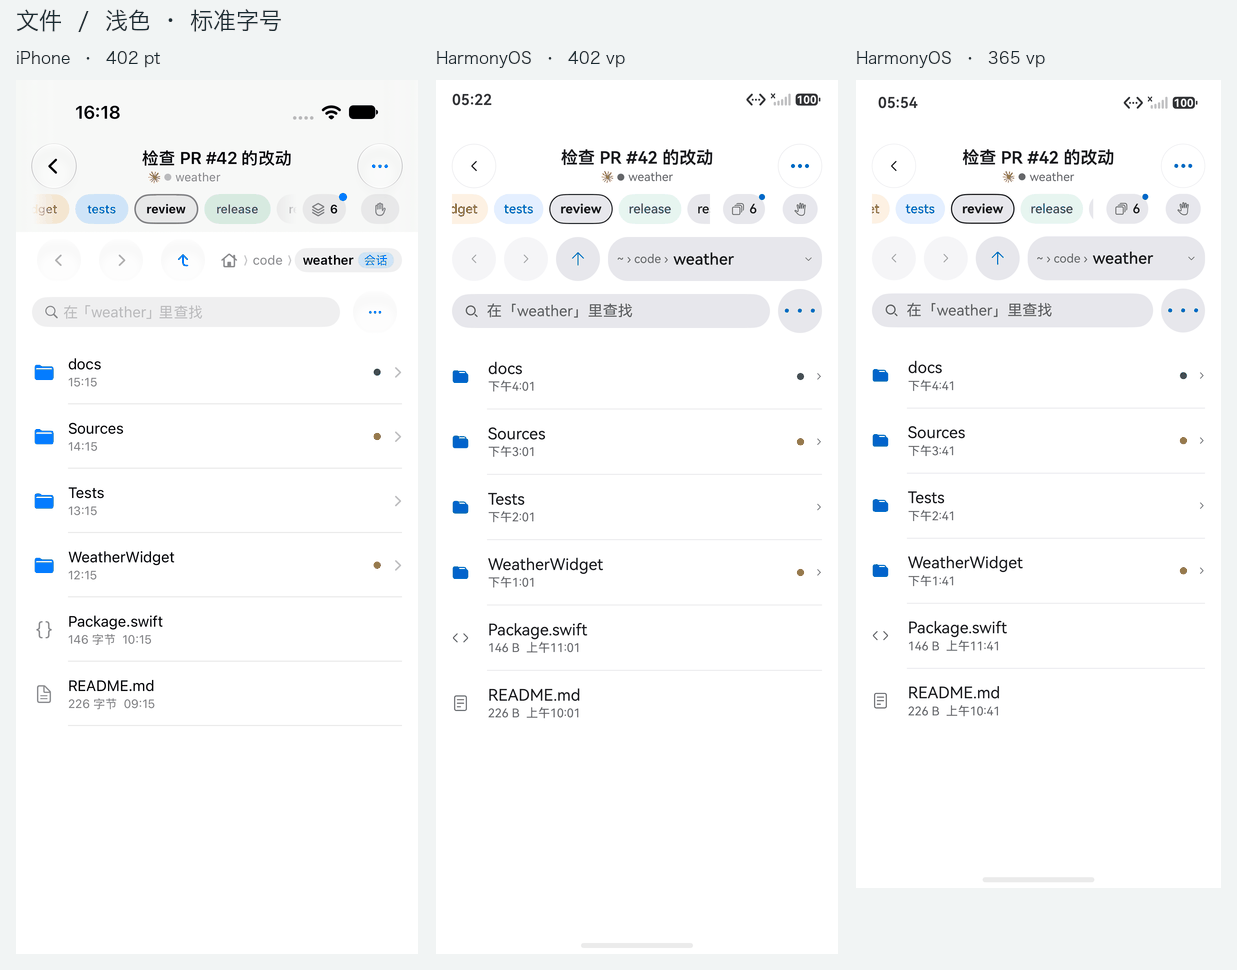 文件 / 浅色 · 标准字号
iPhone · 402 pt
16:18
检查 PR #42 的改动
weather
dget
tests
review
release
6
code
weather
会话
在「weather」里查找
docs
15:15
Sources
14:15
Tests
13:15
WeatherWidget
12:15
Package.swift
146 字节 10:15
README.md
226 字节 09:15
HarmonyOS · 402 vp
05:22
100
检查 PR #42 的改动
weather
dget
tests
review
release
re
6
~ › code › weather
在「weather」里查找
docs
下午4:01
Sources
下午3:01
Tests
下午2:01
WeatherWidget
下午1:01
Package.swift
146 B 上午11:01
README.md
226 B 上午10:01
HarmonyOS · 365 vp
05:54
100
检查 PR #42 的改动
weather
et
tests
review
release
6
~ › code › weather
在「weather」里查找
docs
下午4:41
Sources
下午3:41
Tests
下午2:41
WeatherWidget
下午1:41
Package.swift
146 B 上午11:41
README.md
226 B 上午10:41